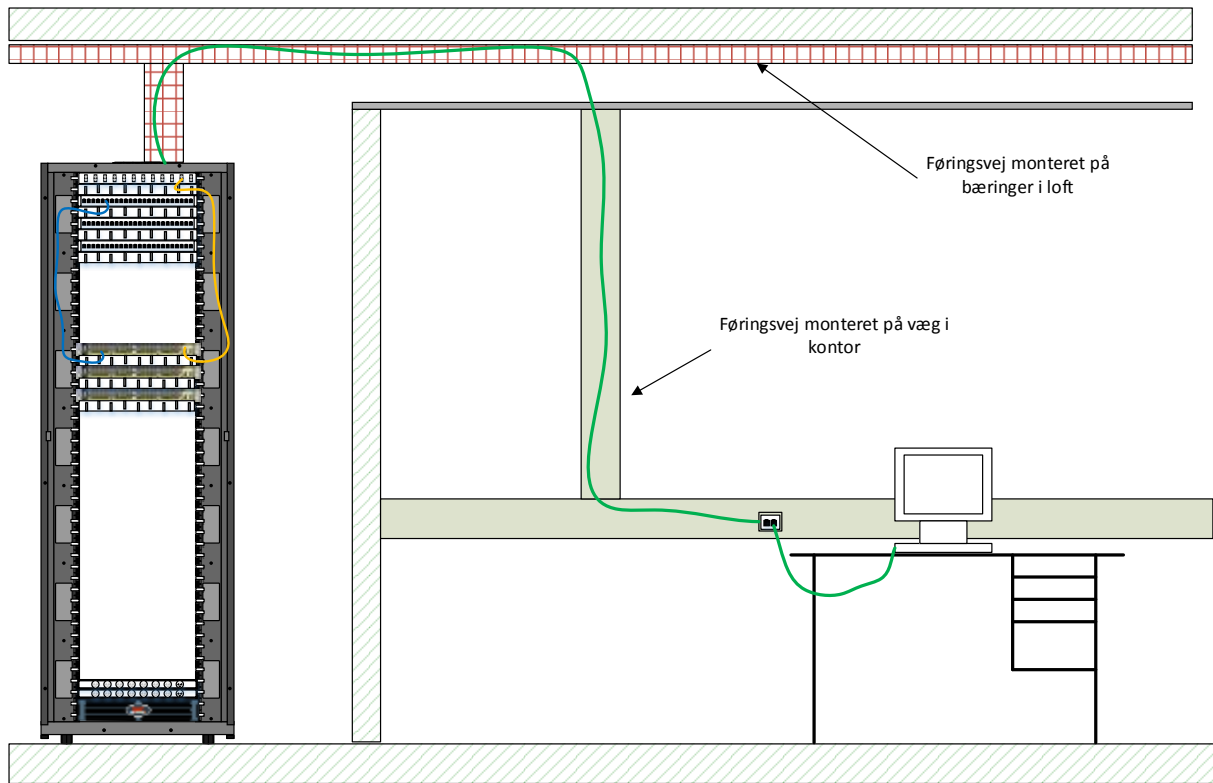 Føringsvej monteret på
bæringer i loft
Føringsvej monteret på væg i
kontor